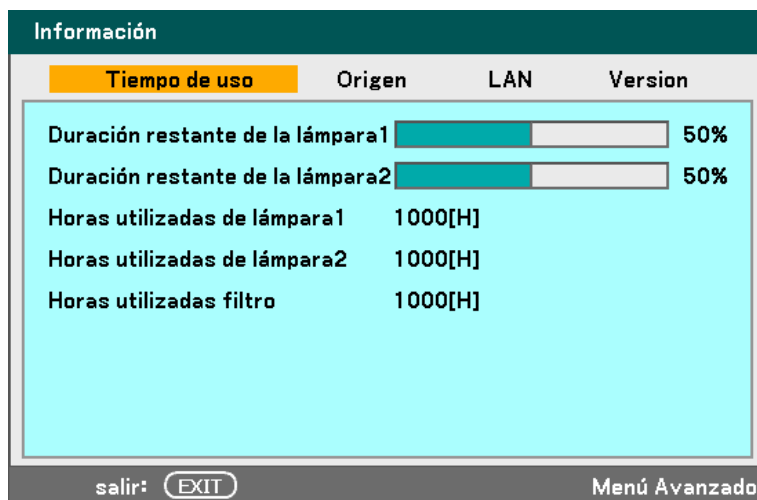 Información
Tiempo de uso Origen LAN Version
Duración restante de la lámpara1 50%
Duración restante de la lámpara2 50%
Horas utilizadas de lámpara1 1000[H]
Horas utilizadas de lámpara2 1000[H]
Horas utilizadas filtro 1000[H]
salir: EXIT Menú Avanzado